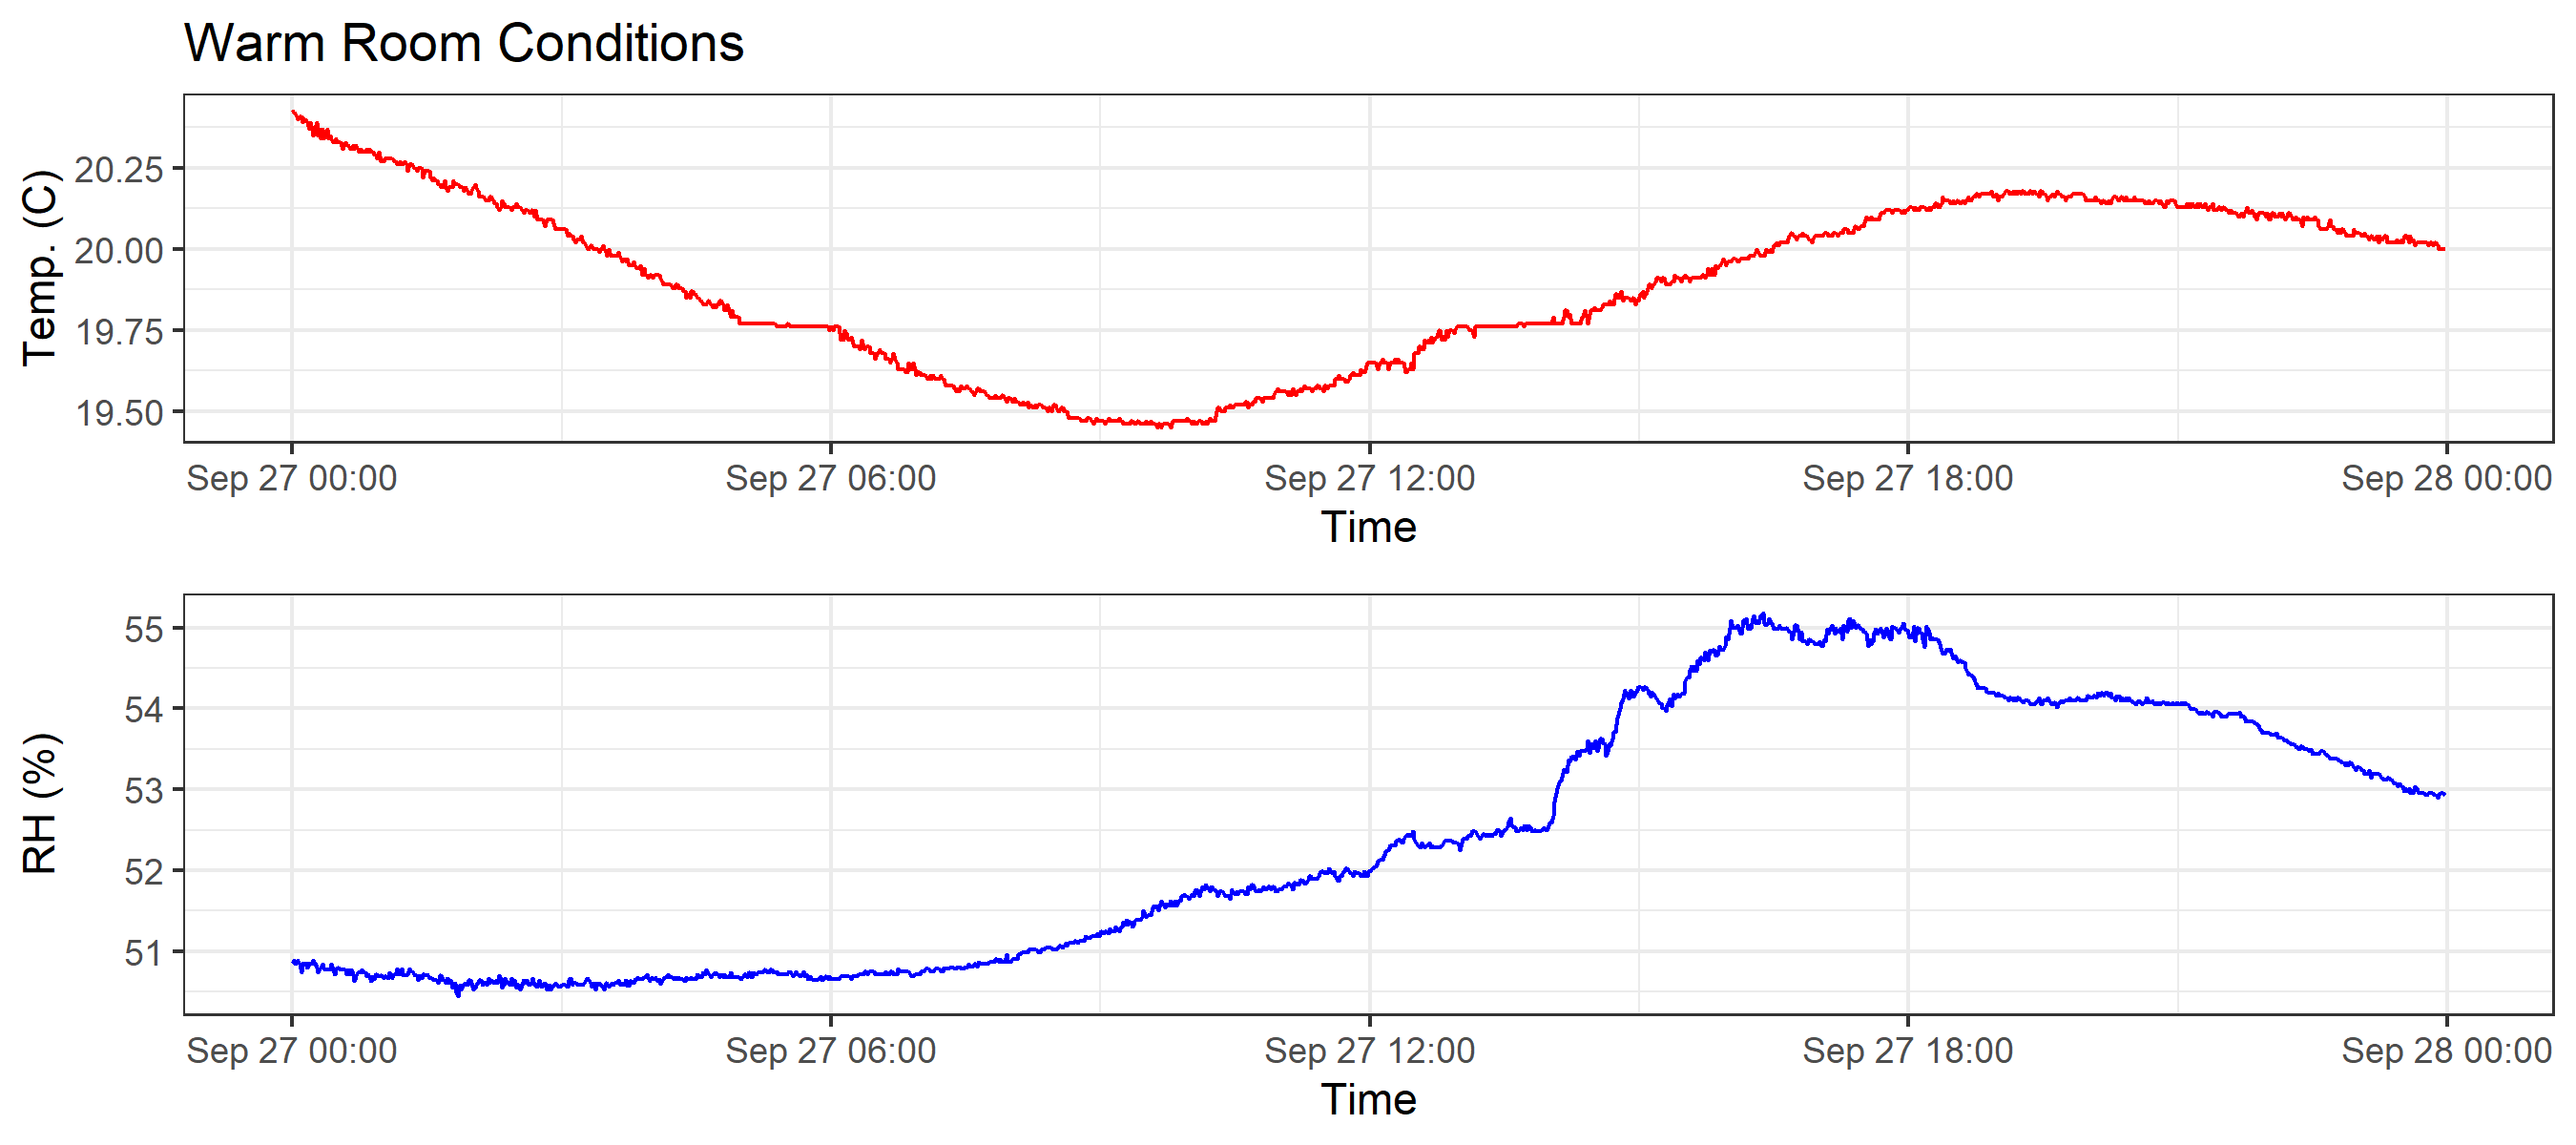 Warm Room Conditions
Temp. (C)
20.25
20.00
19.75
19.50
Sep 27 00:00 Sep 27 06:00 Sep 27 12:00 Sep 27 18:00 Sep 28 00:00
Time
RH (%)
55
54
53
52
51
Sep 27 00:00 Sep 27 06:00 Sep 27 12:00 Sep 27 18:00 Sep 28 00:00
Time